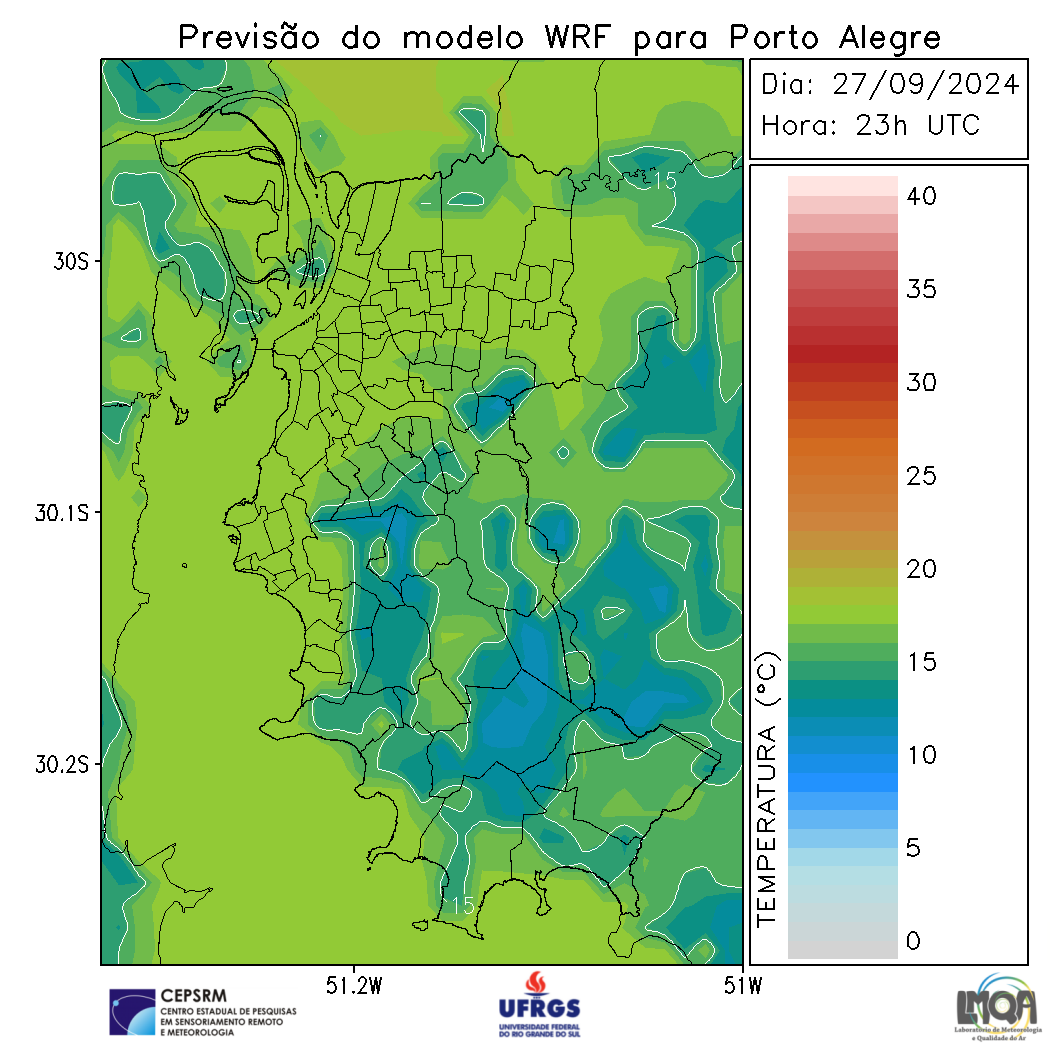 Previsão do modelo WRF para Porto Alegre
Dia: 27/09/2024
Hora: 23h UTC
15
15
30S
30.1S
30.2S
51.2W
51W
TEMPERATURA (°C)
40
35
30
25
20
15
10
5
0
CEPSRM
CENTRO ESTADUAL DE PESQUISAS
EM SENSORIAMENTO REMOTO
E METEOROLOGIA
UFRGS
UNIVERSIDADE FEDERAL
DO RIO GRANDE DO SUL
LMQA
Laboratório de Meteorologia
e Qualidade do Ar